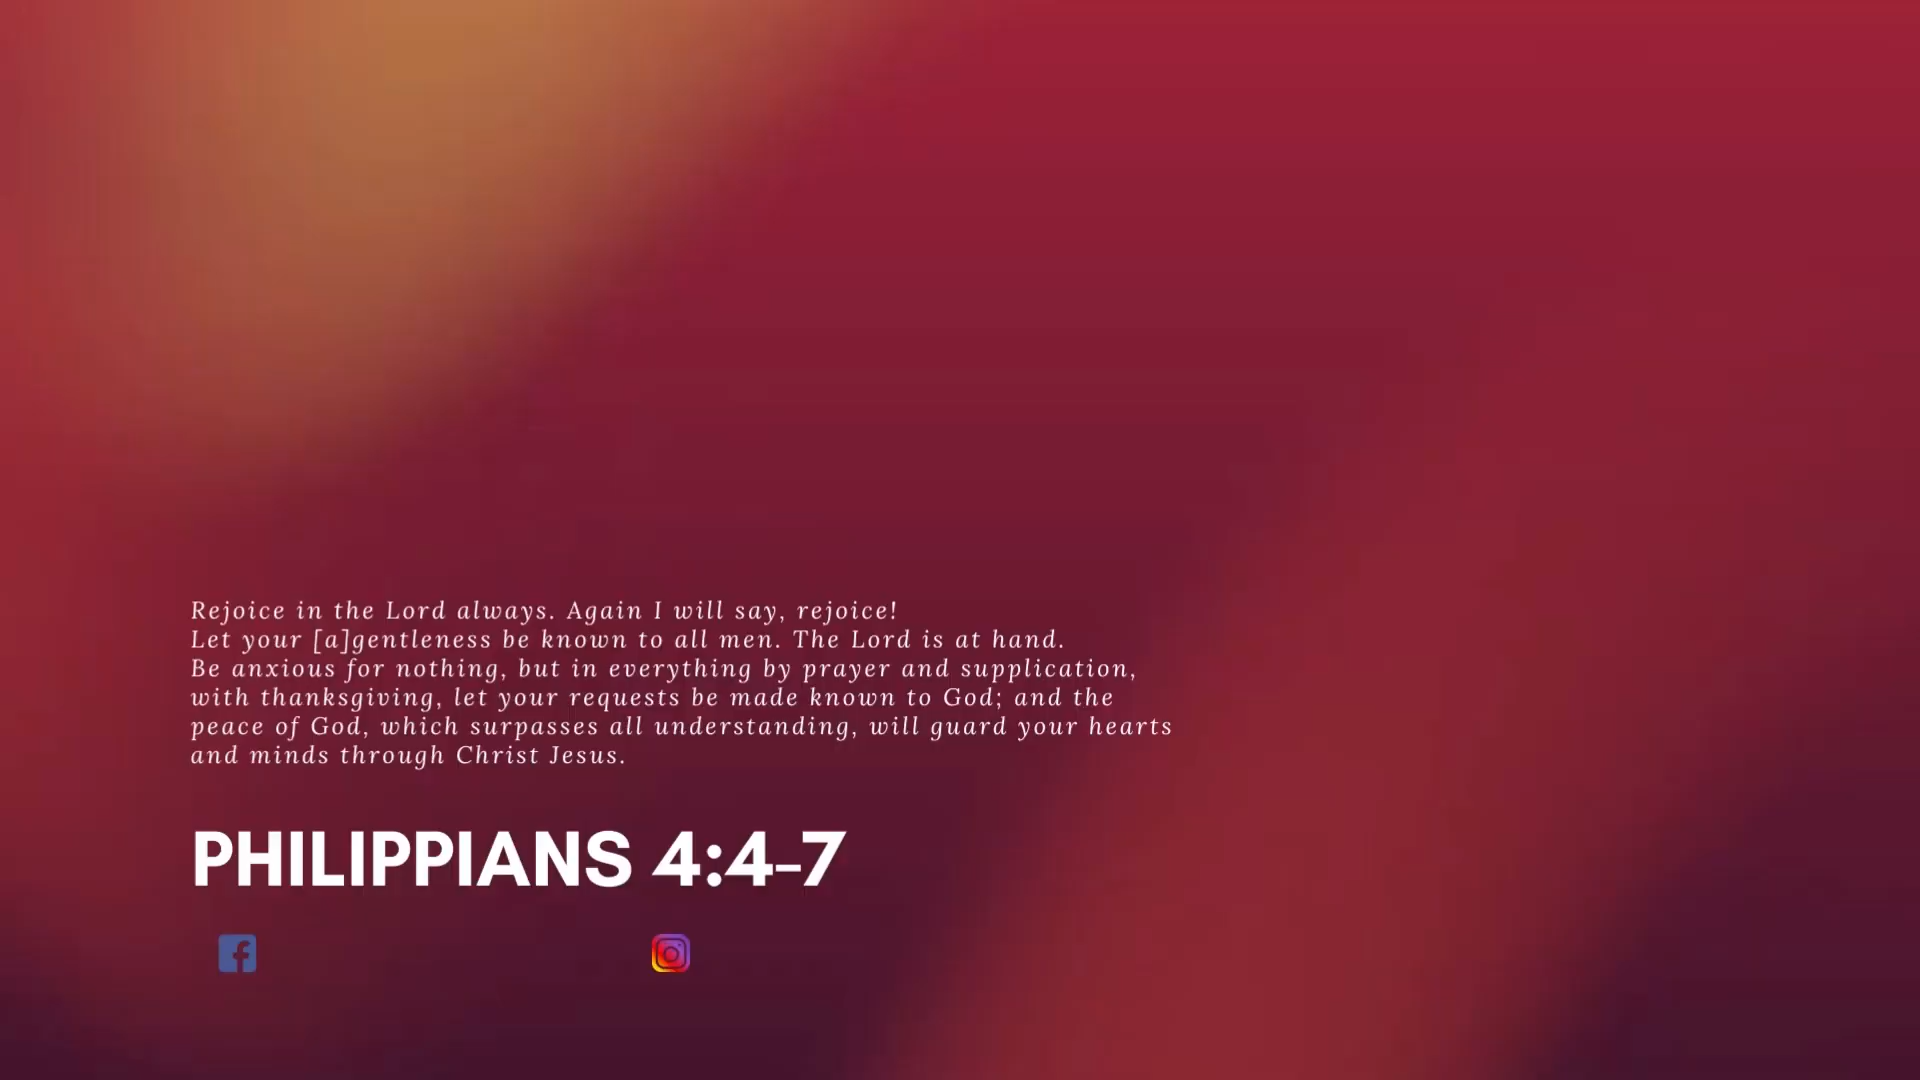 Rejoice in the Lord always. Again I will say, rejoice!
Let your [a]gentleness be known to all men. The Lord is at hand.
Be anxious for nothing, but in everything by prayer and supplication,
with thanksgiving, let your requests be made known to God; and the
peace of God, which surpasses all understanding, will guard your hearts
and minds through Christ Jesus.
PHILIPPIANS 4:4-7